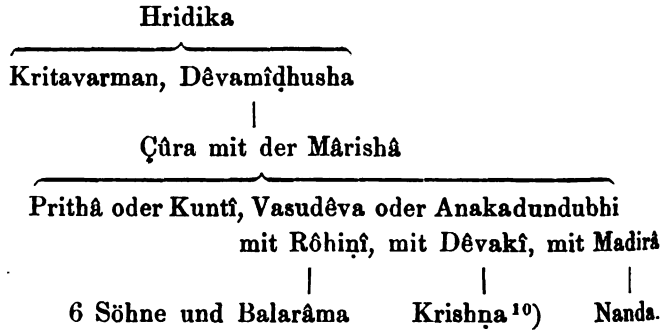 Hridika
Kritavarman, Dêvamîḍhusha
Çûra mit der Mârishâ
Prithâ oder Kuntî, Vasudêva oder Anakadundubhi
mit Rôhiṇî, mit Dêvakî, mit Madirâ
6 Söhne und Balarâma Krishṇa ¹⁰) Nanda.